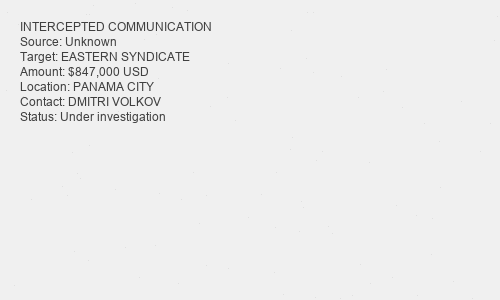 INTERCEPTED COMMUNICATION
Source: Unknown
Target: EASTERN SYNDICATE
Amount: $847,000 USD
Location: PANAMA CITY
Contact: DMITRI VOLKOV
Status: Under investigation